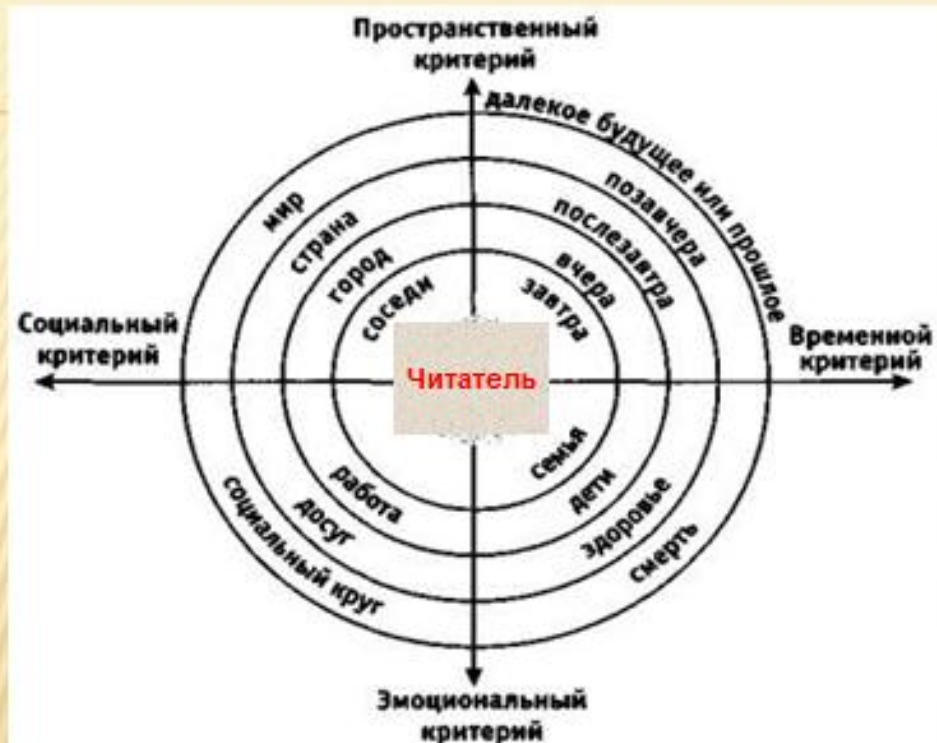 Пространственный
критерий
далекое будущее или прошлое
мир
позавчера
страна
послезавтра
город
вчера
соседи
завтра
Социальный
критерий
Временной
критерий
Читатель
семья
работа
дети
досуг
здоровье
социальный круг
смерть
Эмоциональный
критерий